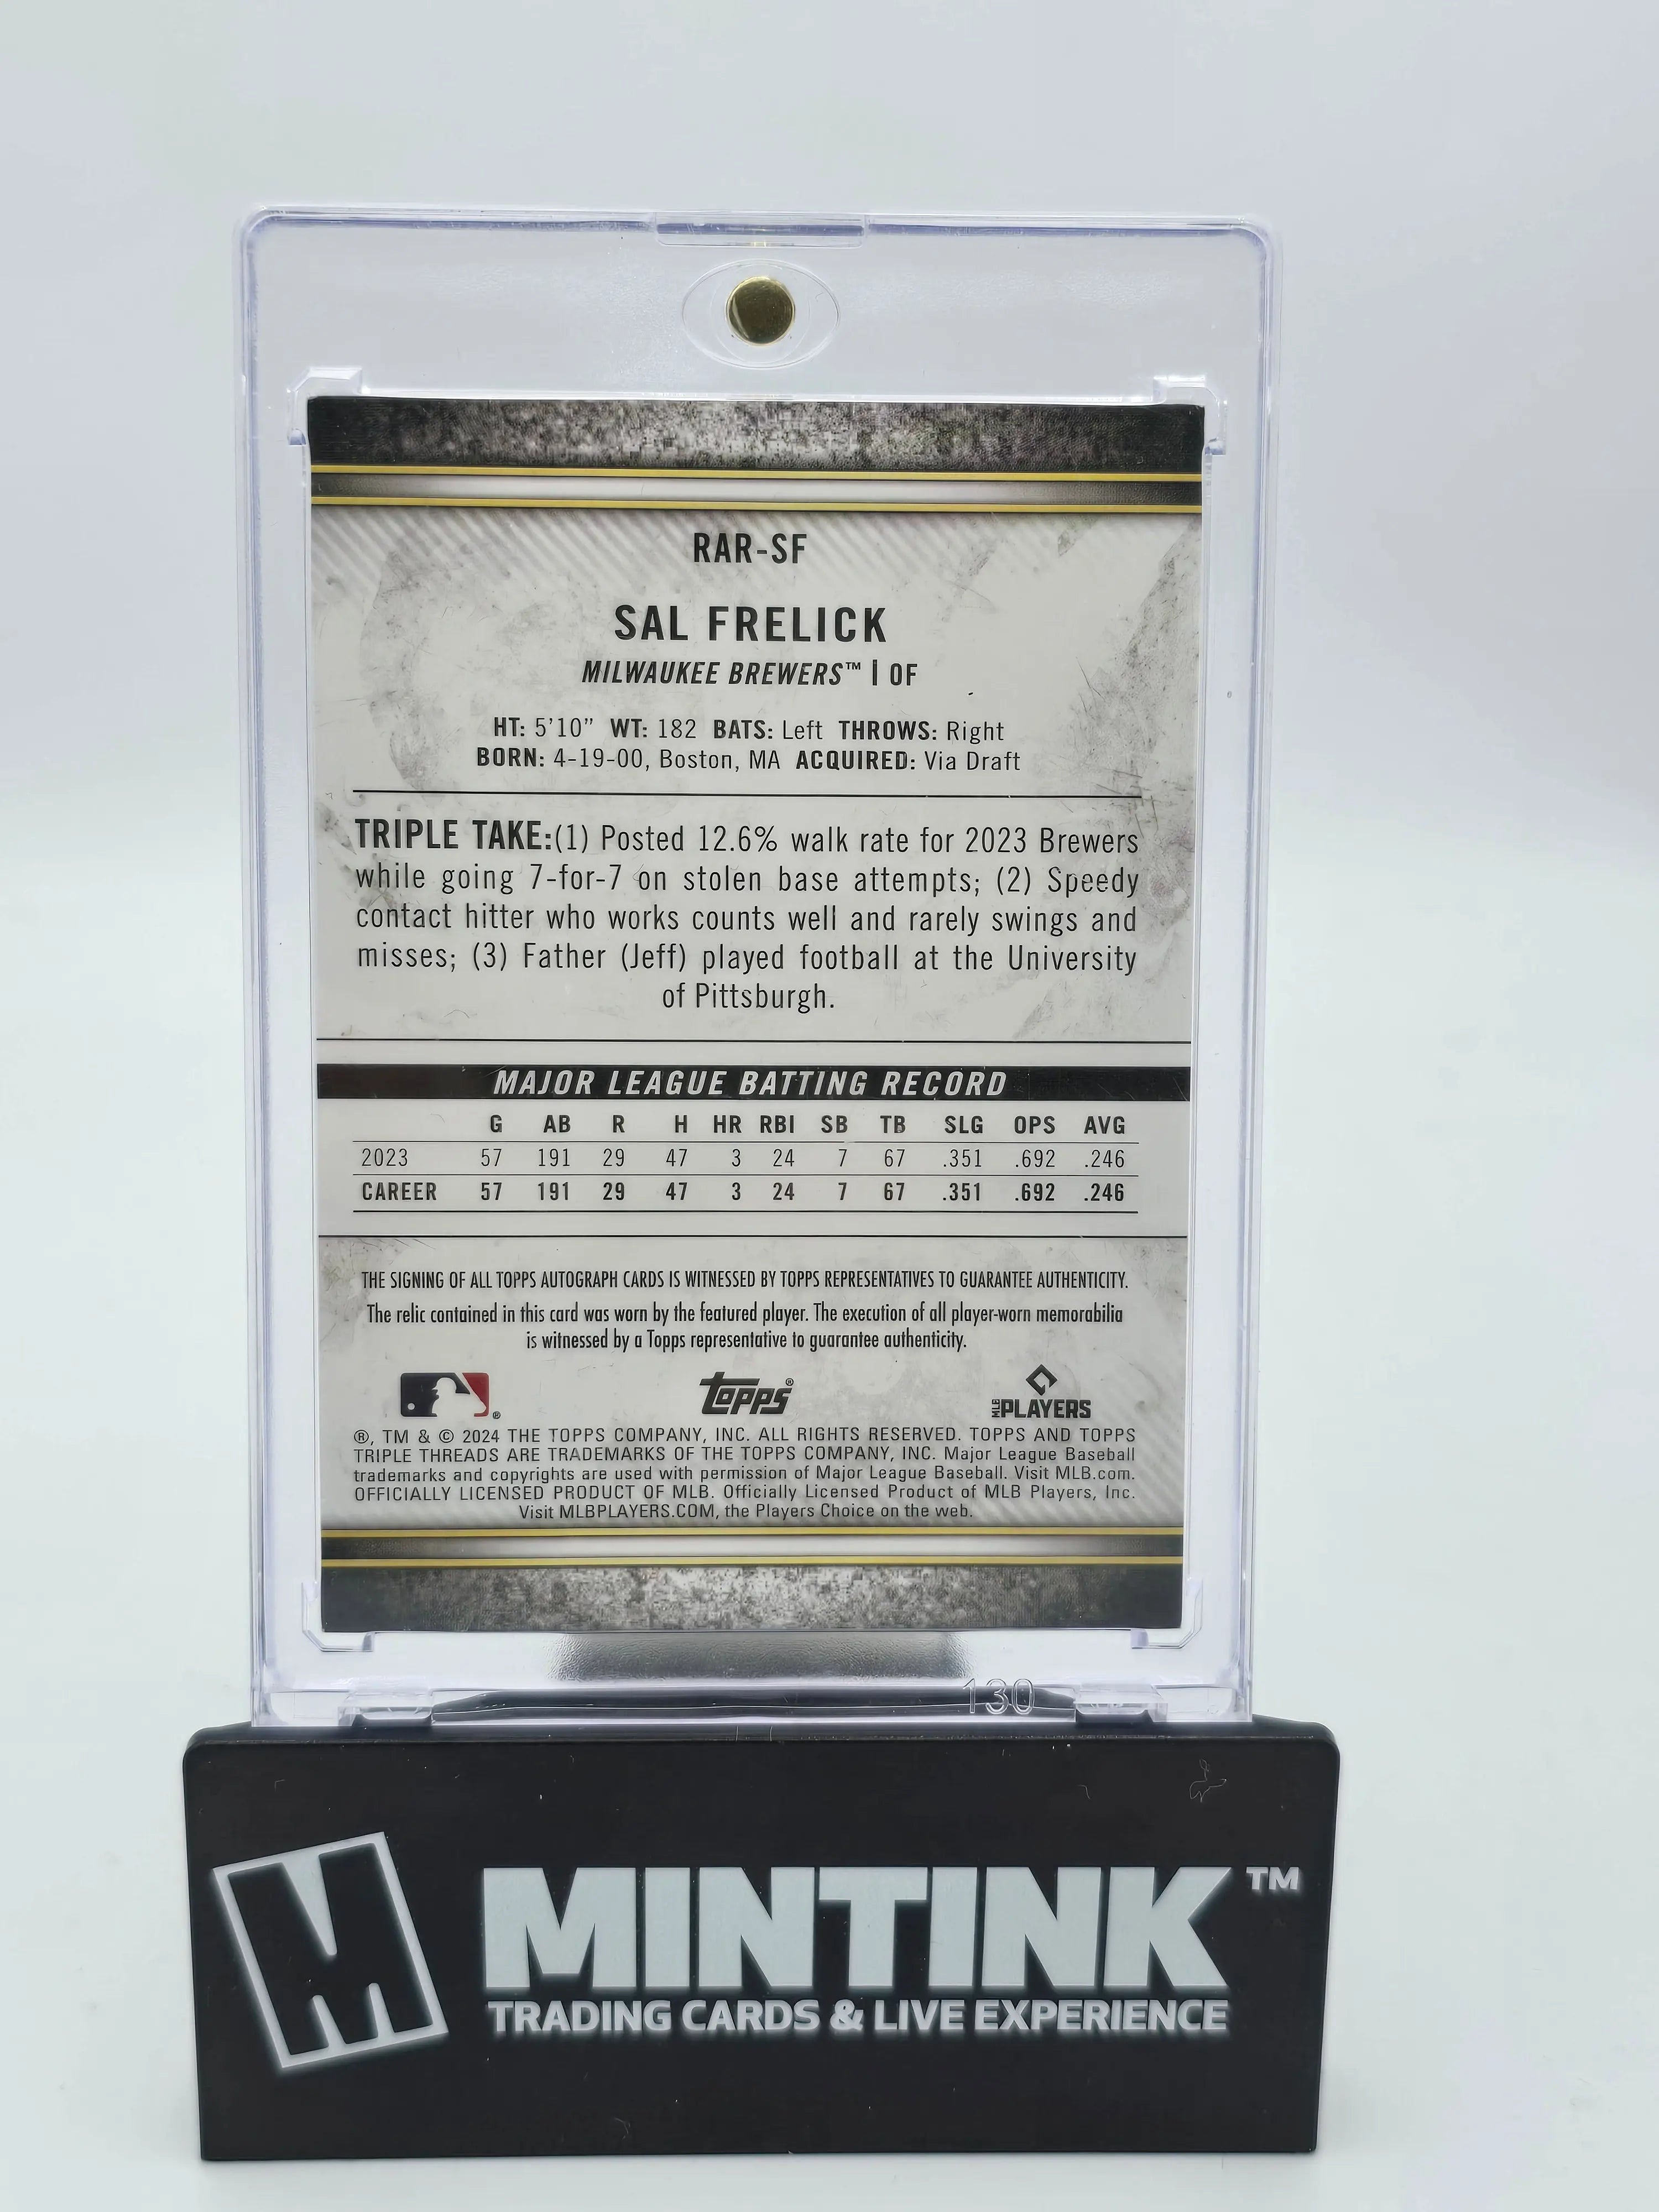 RAR-SF
SAL FRELICK
MILWAUKEE BREWERS™ | OF
HT: 5'10" WT: 182 BATS: Left THROWS: Right
BORN: 4-19-00, Boston, MA ACQUIRED: Via Draft
TRIPLE TAKE:(1) Posted 12.6% walk rate for 2023 Brewers
while going 7-for-7 on stolen base attempts; (2) Speedy
contact hitter who works counts well and rarely swings and
misses; (3) Father (Jeff) played football at the University
of Pittsburgh.
MAJOR LEAGUE BATTING RECORD
G AB R H HR RBI SB TB SLG OPS AVG
2023 57 191 29 47 3 24 7 67 .351 .692 .246
CAREER 57 191 29 47 3 24 7 67 .351 .692 .246
THE SIGNING OF ALL TOPPS AUTOGRAPH CARDS IS WITNESSED BY TOPPS REPRESENTATIVES TO GUARANTEE AUTHENTICITY.
The relic contained in this card was worn by the featured player. The execution of all player-worn memorabilia
is witnessed by a Topps representative to guarantee authenticity.
® Topps® MLB PLAYERS
®, TM & © 2024 THE TOPPS COMPANY, INC. ALL RIGHTS RESERVED. TOPPS AND TOPPS
TRIPLE THREADS ARE TRADEMARKS OF THE TOPPS COMPANY, INC. Major League Baseball
trademarks and copyrights are used with permission of Major League Baseball. Visit MLB.com.
OFFICIALLY LICENSED PRODUCT OF MLB. Officially Licensed Product of MLB Players, Inc.
Visit MLBPLAYERS.COM, the Players Choice on the web.
130
M MINTINK™
TRADING CARDS & LIVE EXPERIENCE